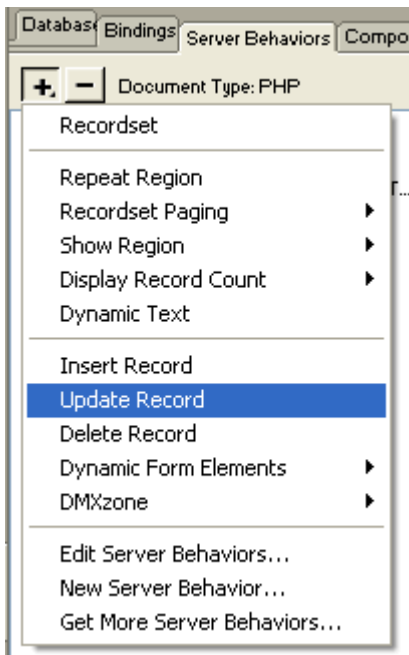 Databas Bindings Server Behaviors Compo
Document Type: PHP
Recordset
Repeat Region
Recordset Paging
Show Region
Display Record Count
Dynamic Text
Insert Record
Update Record
Delete Record
Dynamic Form Elements
DMXzone
Edit Server Behaviors...
New Server Behavior...
Get More Server Behaviors...